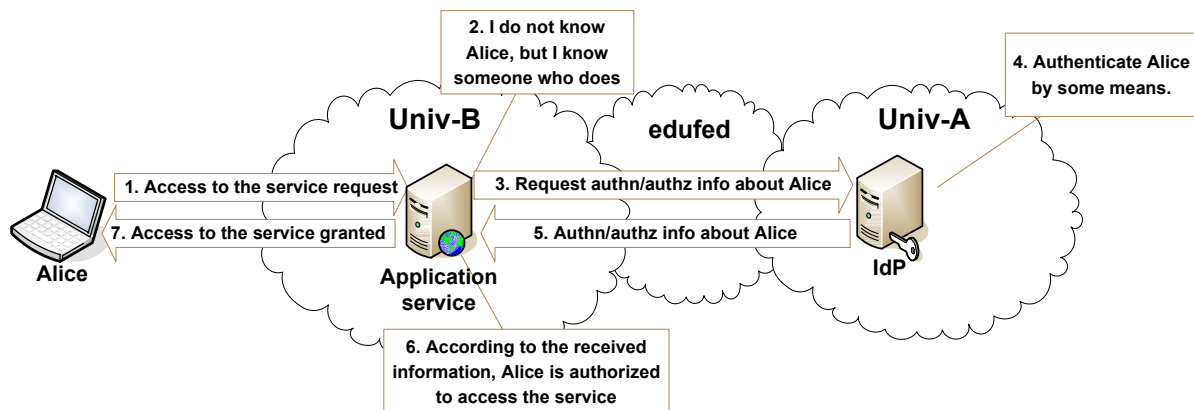 2. I do not know
Alice, but I know
someone who does
4. Authenticate Alice
by some means.
Univ-B
edufed
Univ-A
1. Access to the service request
3. Request authn/authz info about Alice
7. Access to the service granted
5. Authn/authz info about Alice
Alice
Application
service
IdP
6. According to the received
information, Alice is authorized
to access the service